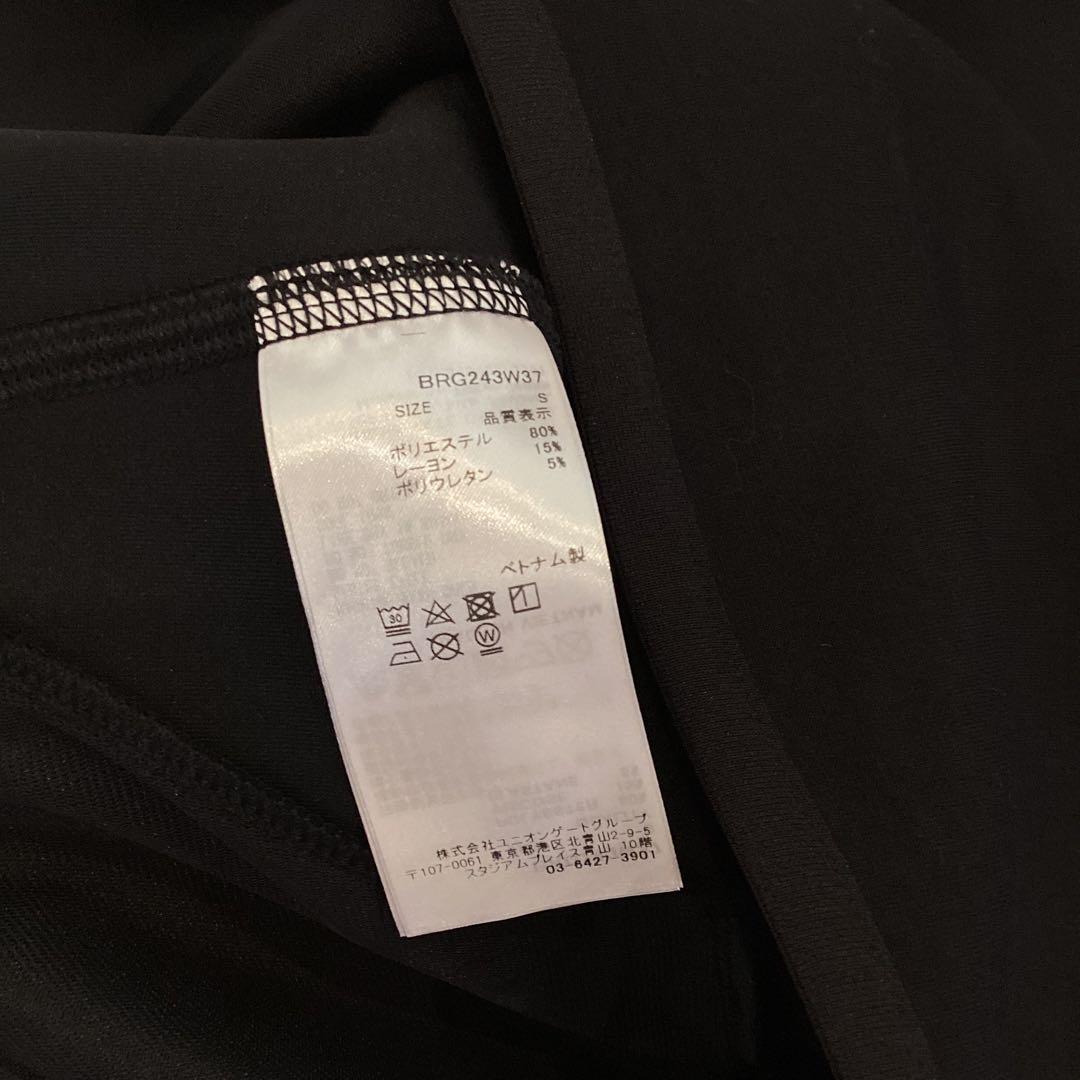 BRG243W37
SIZE S
品質表示
ポリエステル 80%
レーヨン 15%
ポリウレタン 5%
ベトナム製
30
W
株式会社ユニオンゲートグループ
〒107-0061 東京都港区北青山2-9-5
スタジアムプレイス青山 10階
03-6427-3901